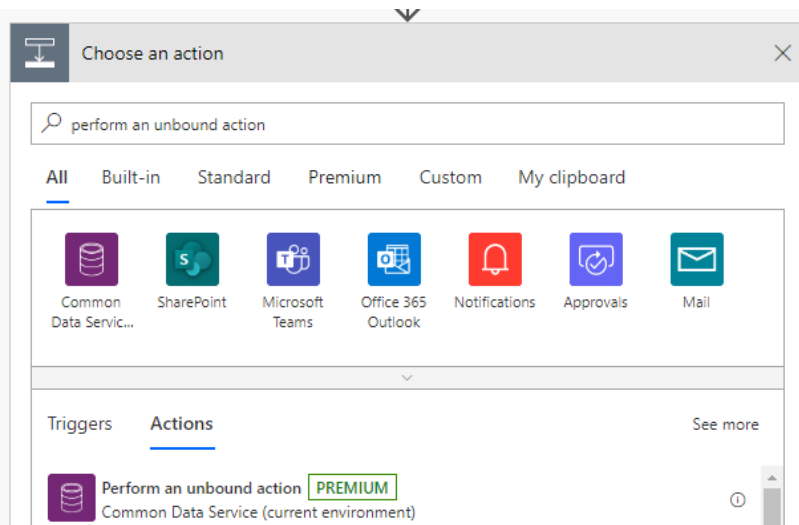 Choose an action
perform an unbound action
All Built-in Standard Premium Custom My clipboard
Common Data Servic...
SharePoint
Microsoft Teams
Office 365 Outlook
Notifications
Approvals
Mail
Triggers Actions See more
Perform an unbound action PREMIUM
Common Data Service (current environment)